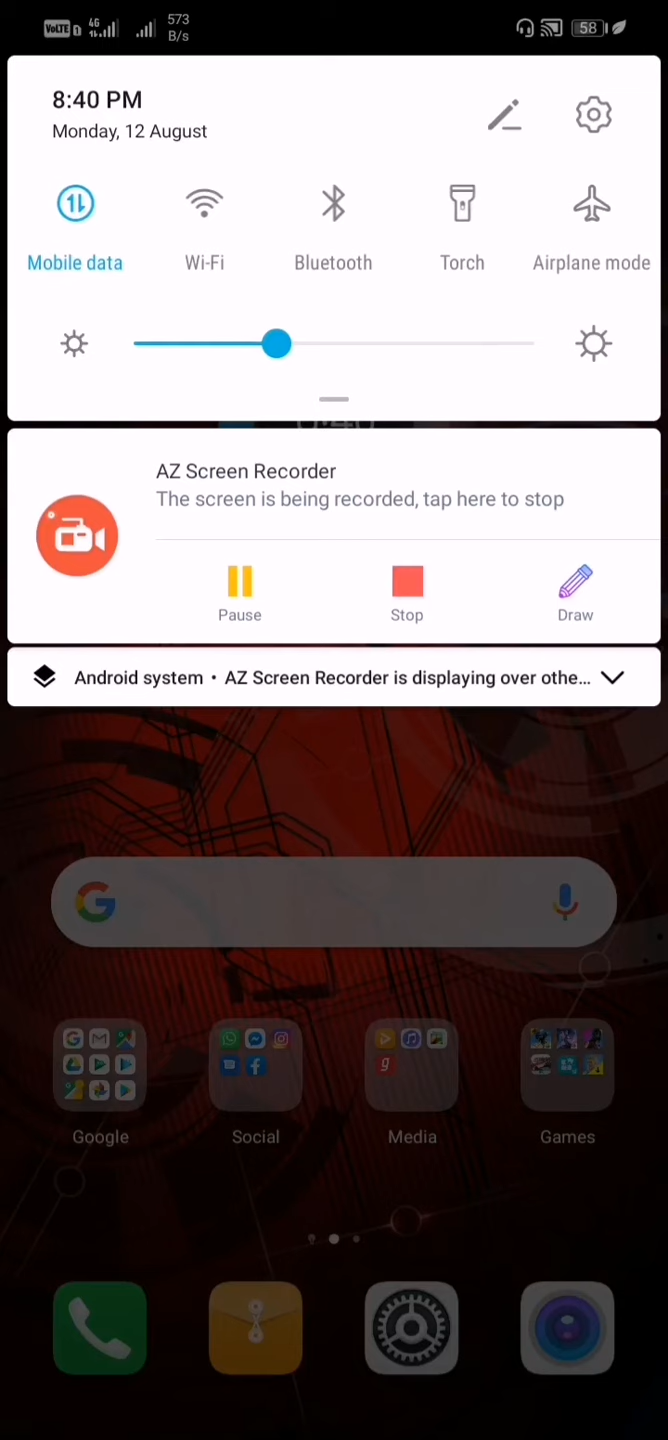 VoLTE 1 4G 573
B/s
58
8:40 PM
Monday, 12 August
Mobile data Wi-Fi Bluetooth Torch Airplane mode
AZ Screen Recorder
The screen is being recorded, tap here to stop
Pause Stop Draw
Android system • AZ Screen Recorder is displaying over othe...
Google Social Media Games